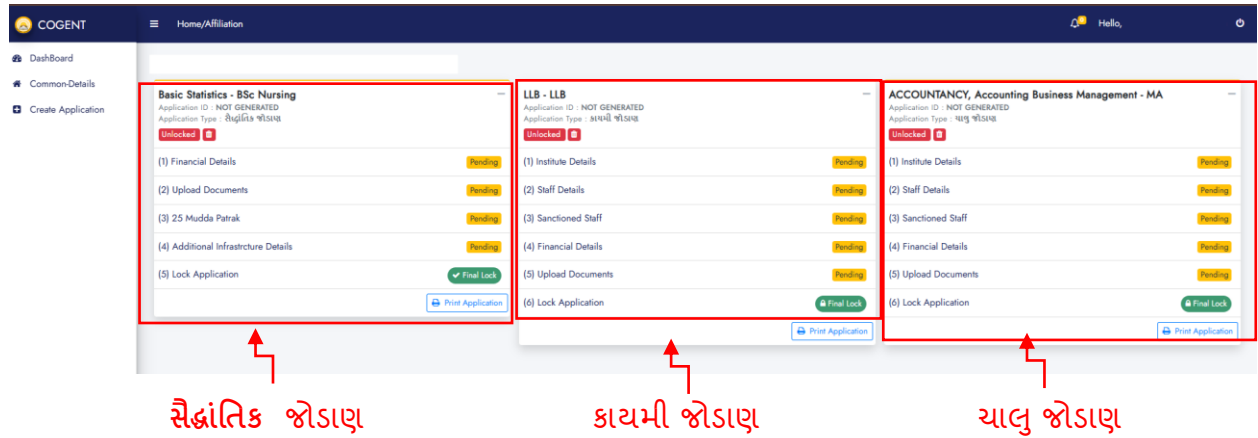 COGENT
Home/Affiliation
Hello,
DashBoard
Common-Details
Create Application
Basic Statistics - BSc Nursing
Application ID : NOT GENERATED
Application Type : સૈદ્ધાંતિક જોડાણ
Unlocked
(1) Financial Details Pending
(2) Upload Documents Pending
(3) 25 Mudda Patrak Pending
(4) Additional Infrastrcture Details Pending
(5) Lock Application Final Lock
Print Application
LLB - LLB
Application ID : NOT GENERATED
Application Type : કાયમી જોડાણ
Unlocked
(1) Institute Details Pending
(2) Staff Details Pending
(3) Sanctioned Staff Pending
(4) Financial Details Pending
(5) Upload Documents Pending
(6) Lock Application Final Lock
Print Application
ACCOUNTANCY, Accounting Business Management - MA
Application ID : NOT GENERATED
Application Type : ચાલુ જોડાણ
Unlocked
(1) Institute Details Pending
(2) Staff Details Pending
(3) Sanctioned Staff Pending
(4) Financial Details Pending
(5) Upload Documents Pending
(6) Lock Application Final Lock
Print Application
સૈદ્ધાંતિક જોડાણ
કાયમી જોડાણ
ચાલુ જોડાણ